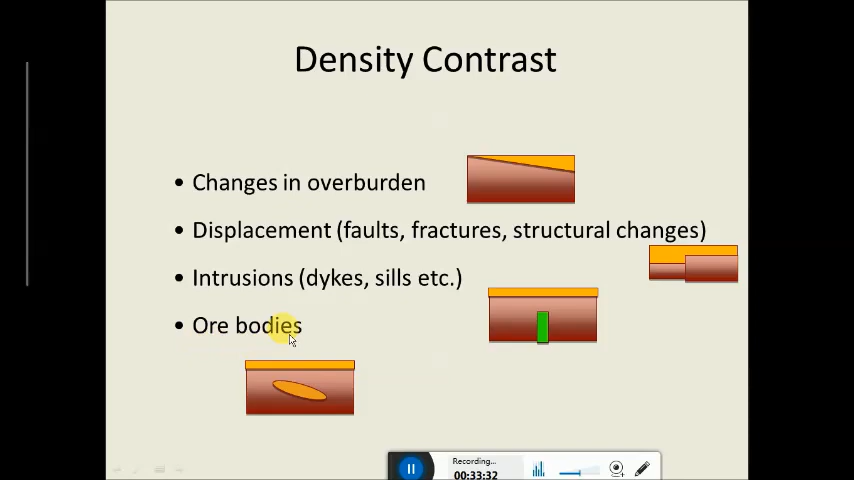 Density Contrast
• Changes in overburden
• Displacement (faults, fractures, structural changes)
• Intrusions (dykes, sills etc.)
• Ore bodies
Recording...
00:33:32